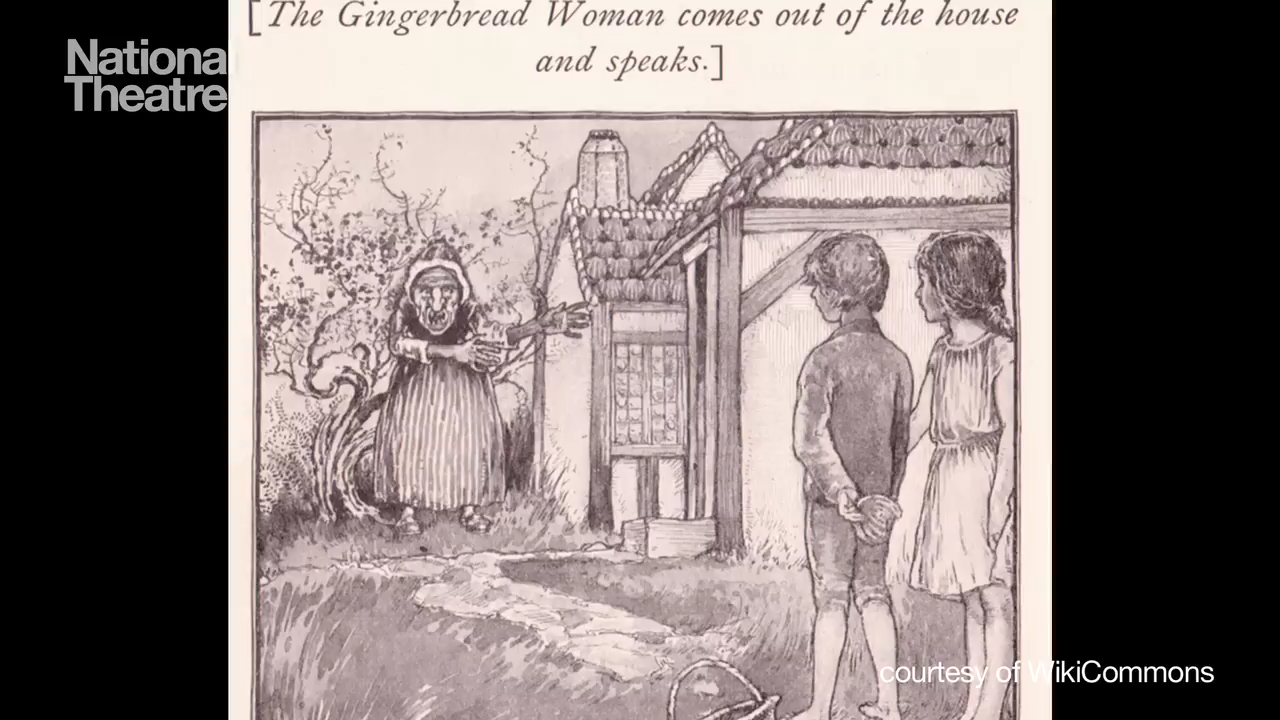 [The Gingerbread Woman comes out of the house
and speaks.]
National
Theatre
courtesy of WikiCommons